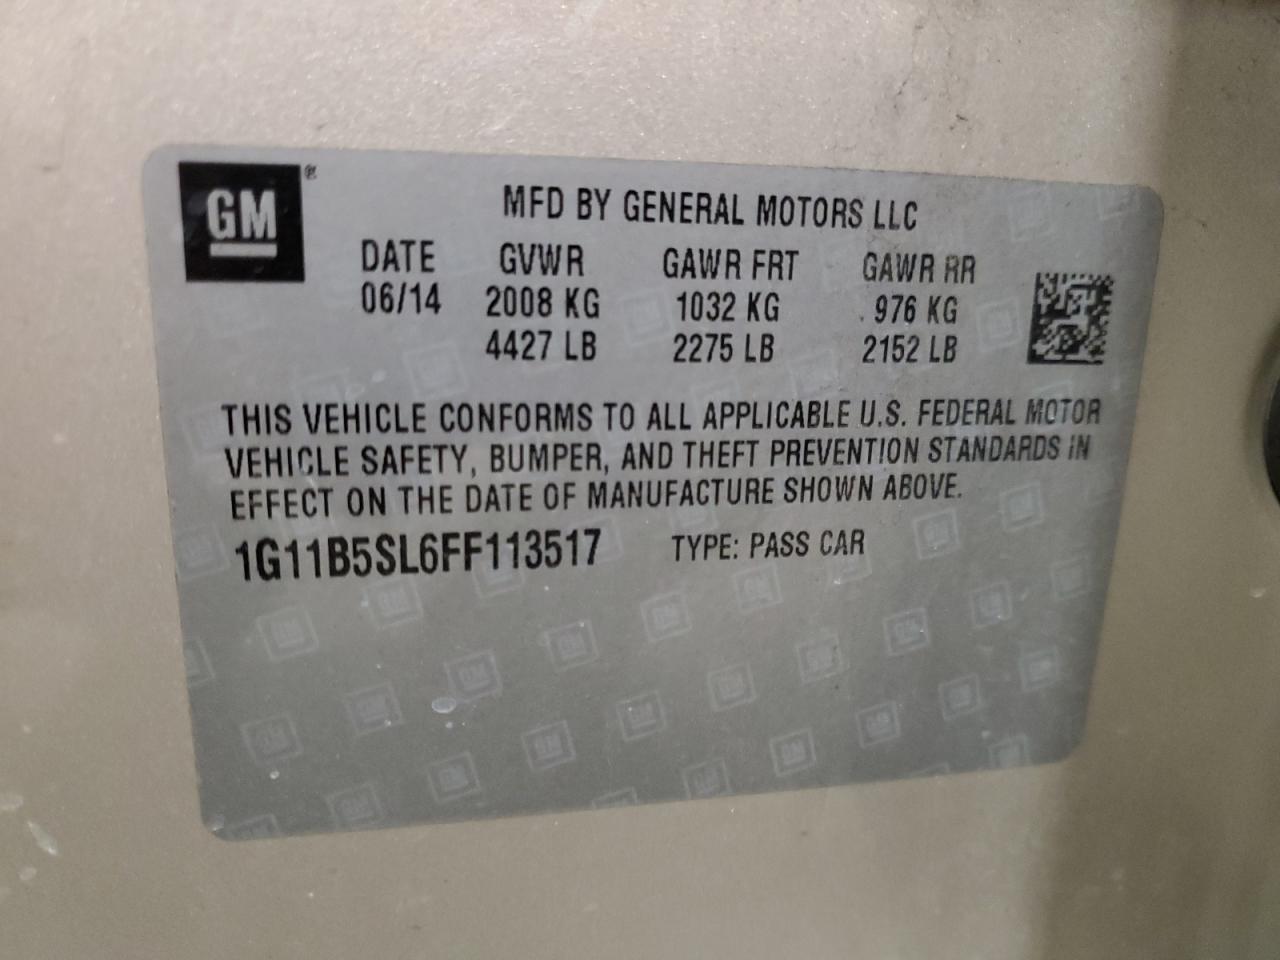 GM®
MFD BY GENERAL MOTORS LLC
DATE GVWR GAWR FRT GAWR RR
06/14 2008 KG 1032 KG 976 KG
4427 LB 2275 LB 2152 LB
THIS VEHICLE CONFORMS TO ALL APPLICABLE U.S. FEDERAL MOTOR
VEHICLE SAFETY, BUMPER, AND THEFT PREVENTION STANDARDS IN
EFFECT ON THE DATE OF MANUFACTURE SHOWN ABOVE.
1G11B5SL6FF113517 TYPE: PASS CAR